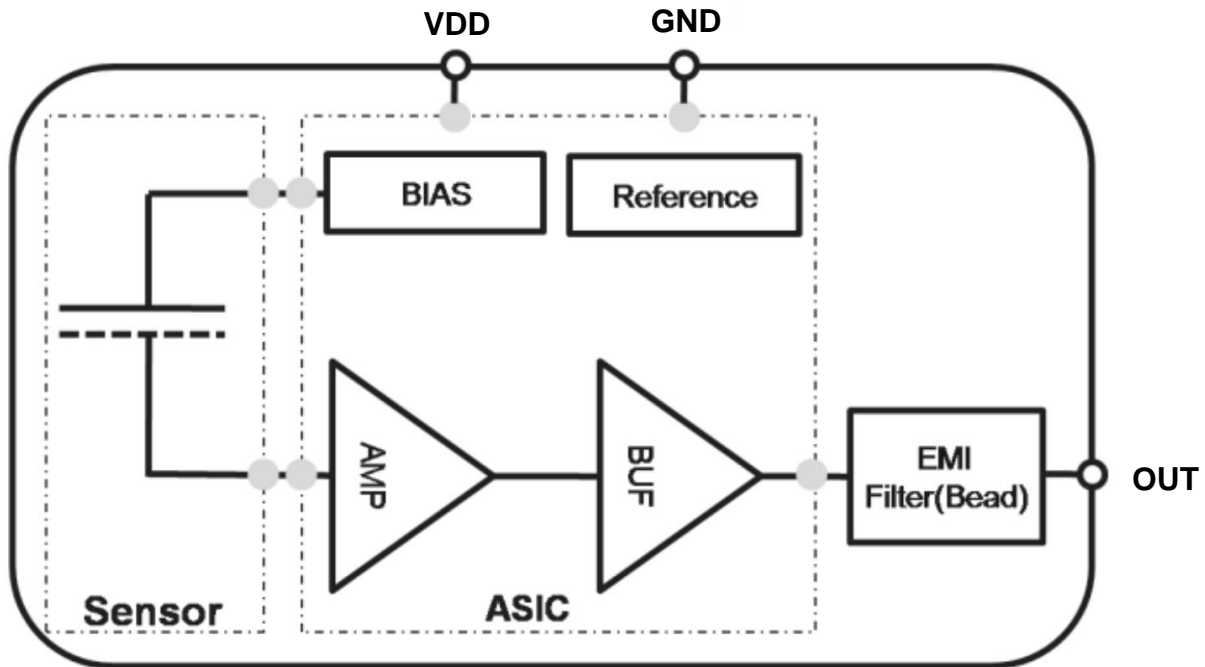 VDD
GND
BIAS
Reference
AMP
BUF
EMI
Filter(Bead)
OUT
Sensor
ASIC